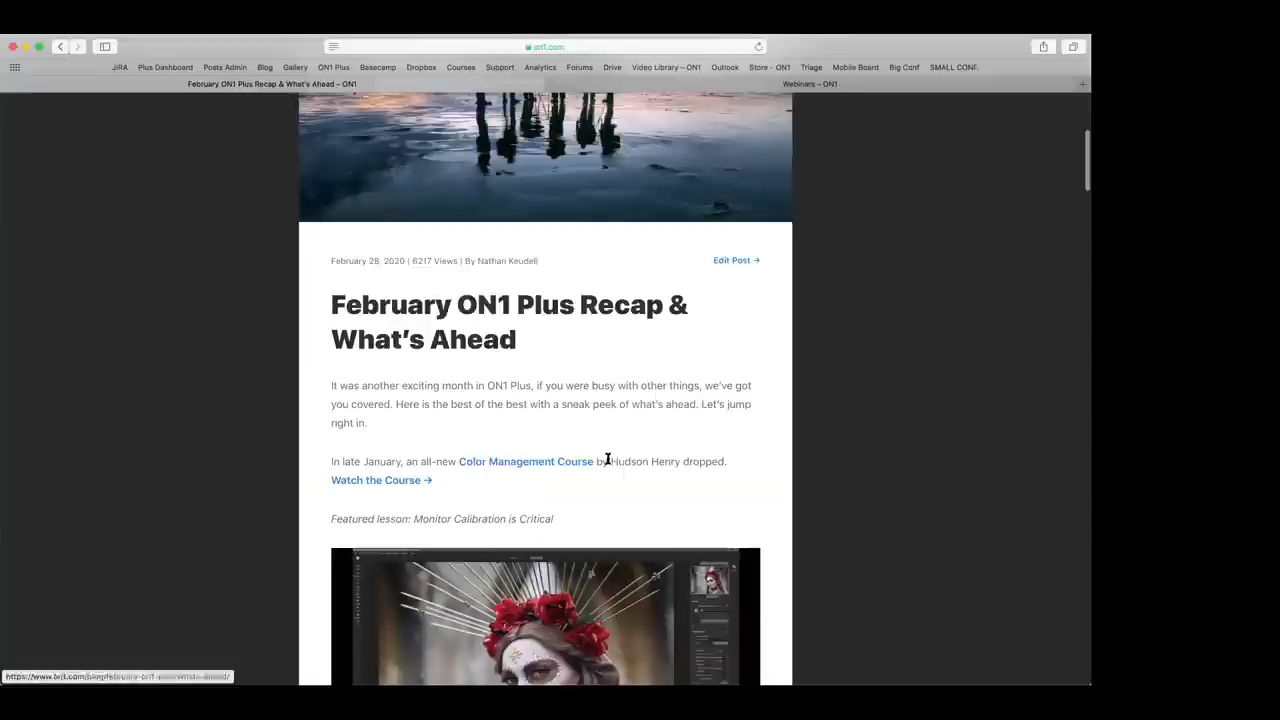 on1.com
JIRA Plus Dashboard Posts Admin Blog Gallery ON1 Plus Basecamp Dropbox Courses Support Analytics Forums Drive Video Library – ON1 Outlook Store - ON1 Triage Mobile Board Big Conf SMALL CONF.
February ON1 Plus Recap & What's Ahead – ON1 Webinars – ON1
February 28, 2020 | 6217 Views | By Nathan Keudell
Edit Post →
February ON1 Plus Recap &
What's Ahead
It was another exciting month in ON1 Plus, if you were busy with other things, we've got
you covered. Here is the best of the best with a sneak peek of what's ahead. Let's jump
right in.
In late January, an all-new Color Management Course by Hudson Henry dropped.
Watch the Course →
Featured lesson: Monitor Calibration is Critical